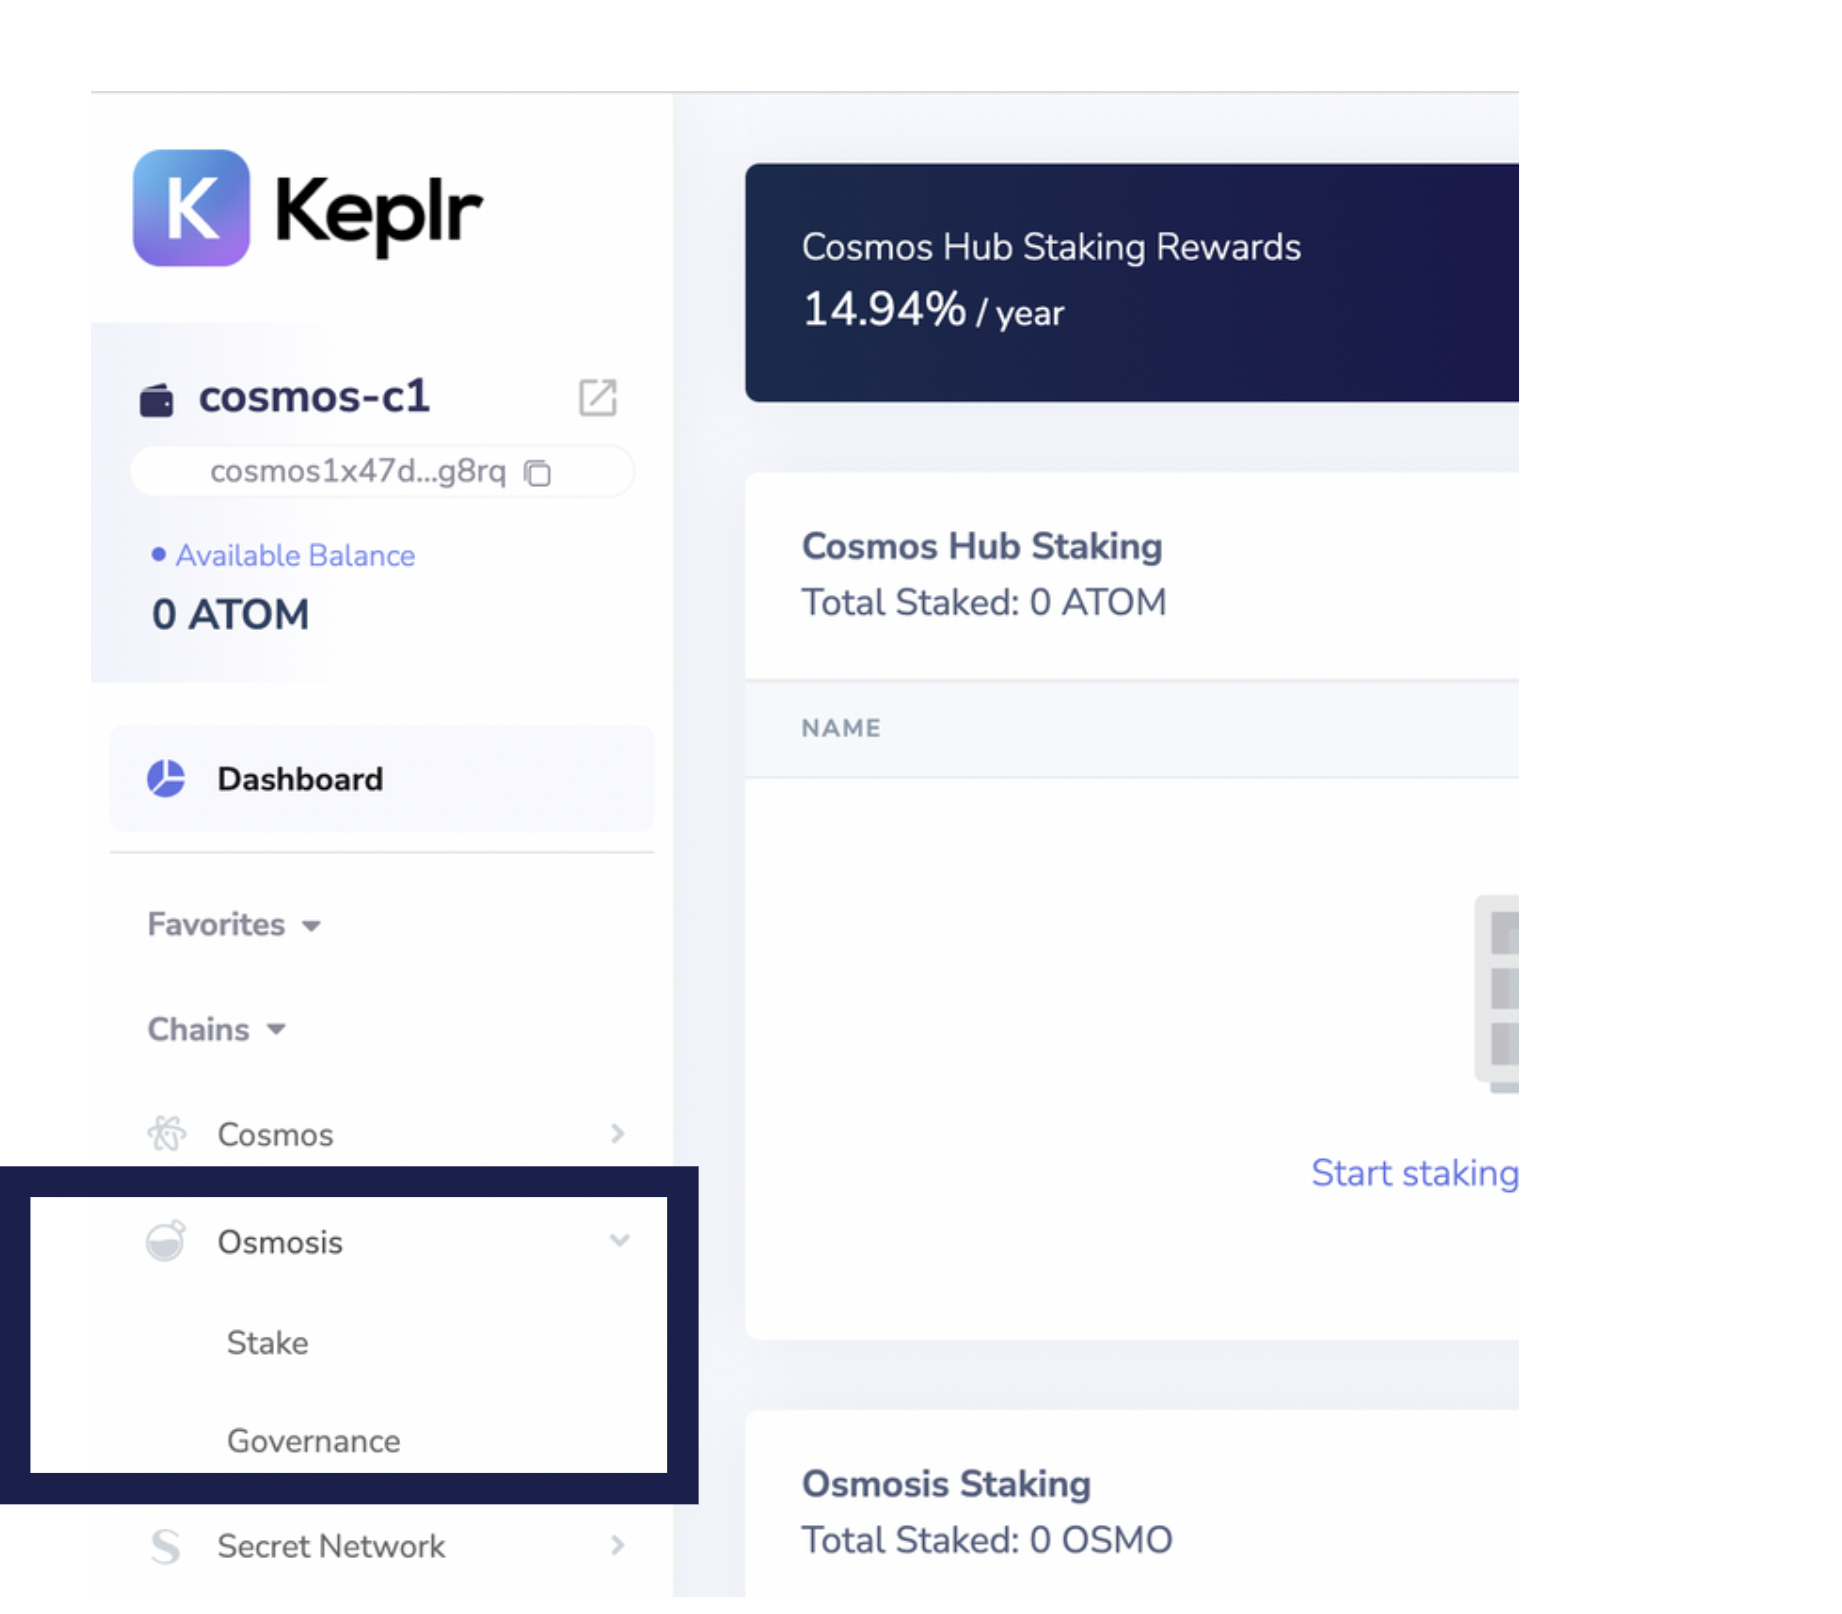 K Keplr
cosmos-c1
cosmos1x47d...g8rq
Available Balance
0 ATOM
Dashboard
Favorites
Chains
Cosmos
Osmosis
Stake
Governance
S Secret Network
Cosmos Hub Staking Rewards
14.94% / year
Cosmos Hub Staking
Total Staked: 0 ATOM
NAME
Start staking
Osmosis Staking
Total Staked: 0 OSMO